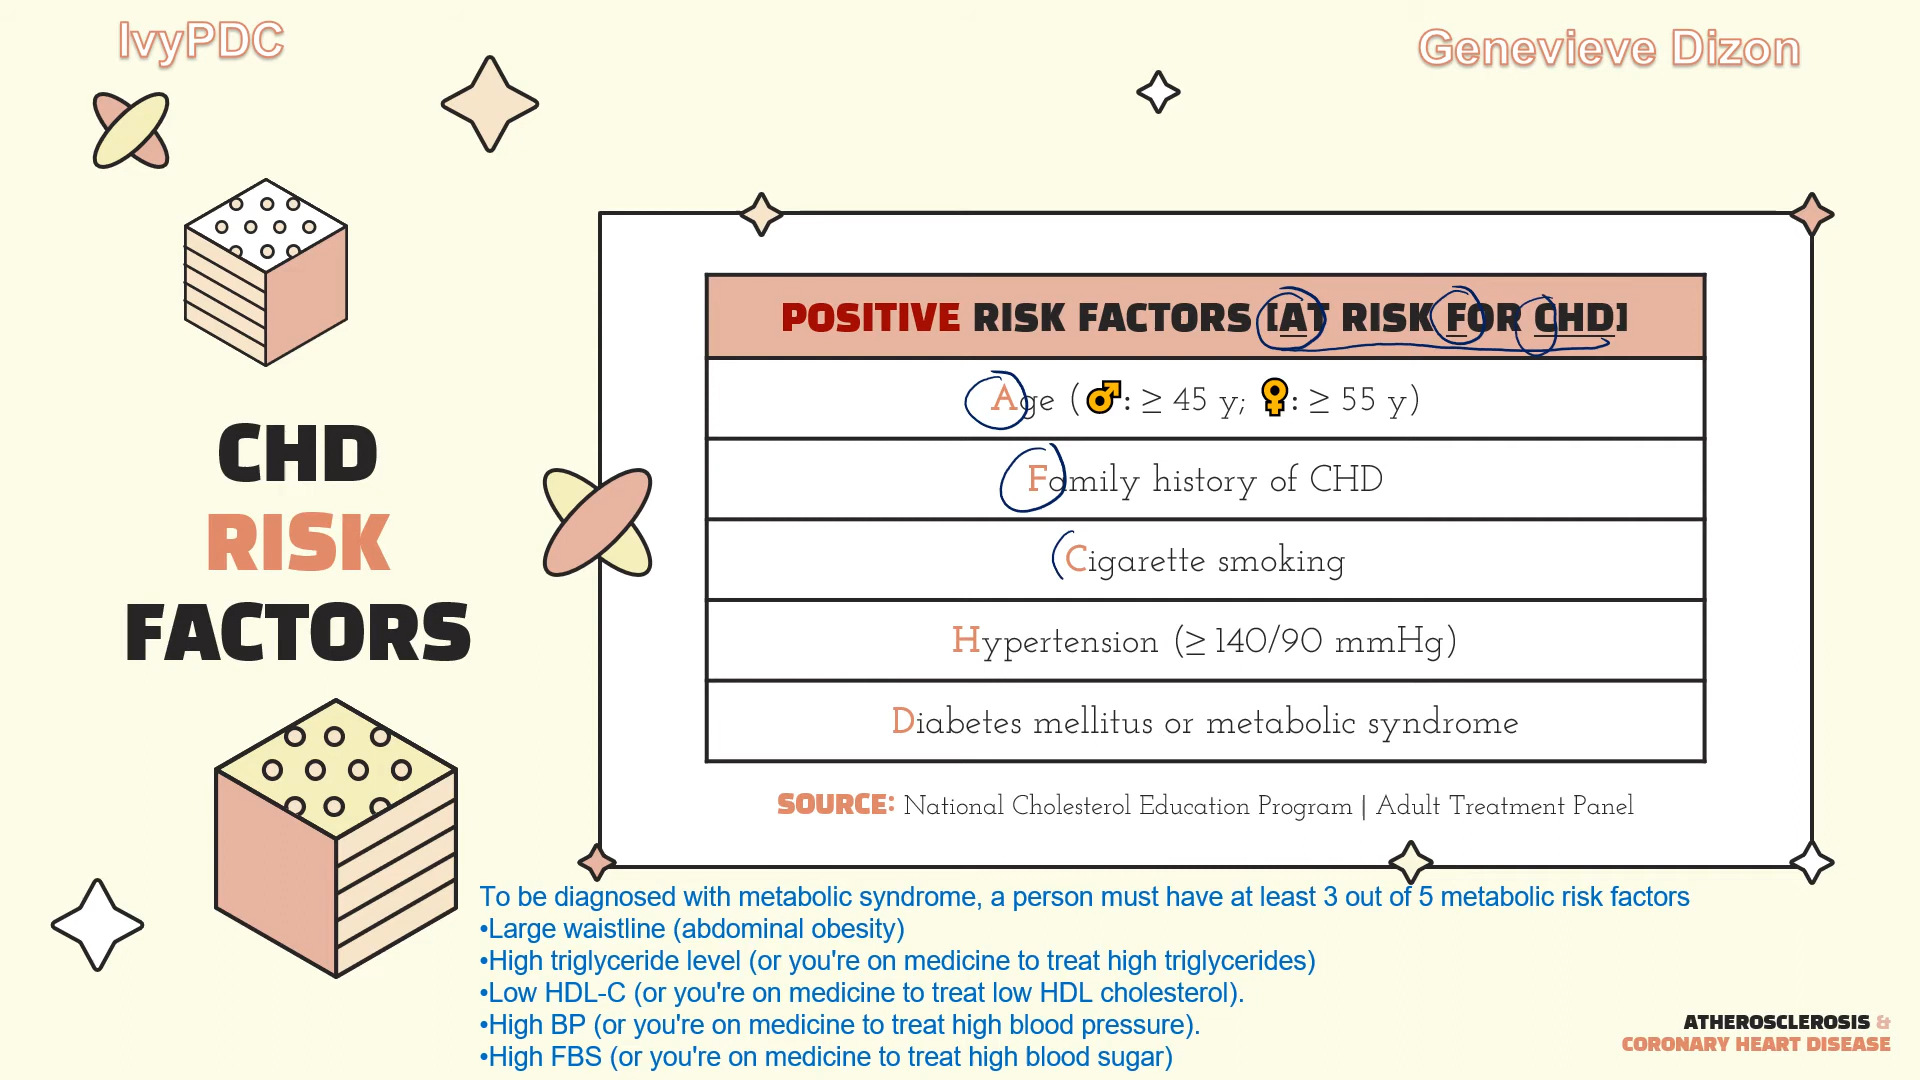 IvyPDC
Genevieve Dizon
CHD
RISK
FACTORS
POSITIVE RISK FACTORS [AT RISK FOR CHD]
Age (♂: ≥ 45 y; ♀: ≥ 55 y)
Family history of CHD
Cigarette smoking
Hypertension (≥ 140/90 mmHg)
Diabetes mellitus or metabolic syndrome
SOURCE: National Cholesterol Education Program | Adult Treatment Panel
To be diagnosed with metabolic syndrome, a person must have at least 3 out of 5 metabolic risk factors
•Large waistline (abdominal obesity)
•High triglyceride level (or you're on medicine to treat high triglycerides)
•Low HDL-C (or you're on medicine to treat low HDL cholesterol).
•High BP (or you're on medicine to treat high blood pressure).
•High FBS (or you're on medicine to treat high blood sugar)
ATHEROSCLEROSIS &
CORONARY HEART DISEASE